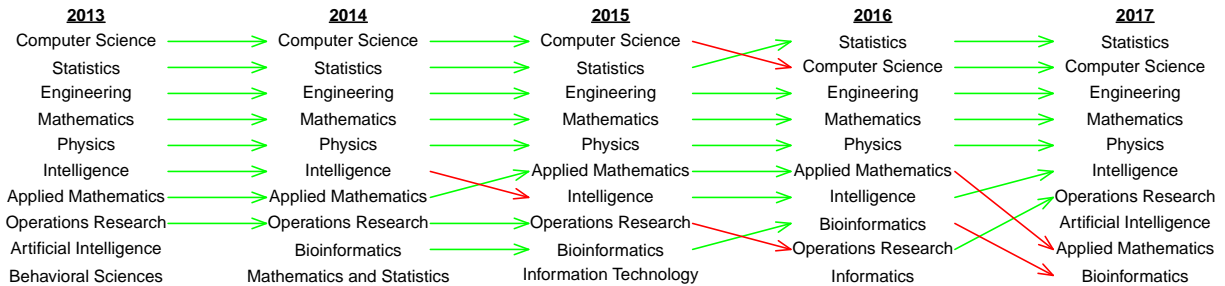 2013 2014 2015 2016 2017
Computer Science Computer Science Computer Science Statistics Statistics
Statistics Statistics Statistics Computer Science Computer Science
Engineering Engineering Engineering Engineering Engineering
Mathematics Mathematics Mathematics Mathematics Mathematics
Physics Physics Physics Physics Physics
Intelligence Intelligence Applied Mathematics Applied Mathematics Intelligence
Applied Mathematics Applied Mathematics Intelligence Intelligence Operations Research
Operations Research Operations Research Operations Research Bioinformatics Artificial Intelligence
Artificial Intelligence Bioinformatics Bioinformatics Operations Research Applied Mathematics
Behavioral Sciences Mathematics and Statistics Information Technology Informatics Bioinformatics